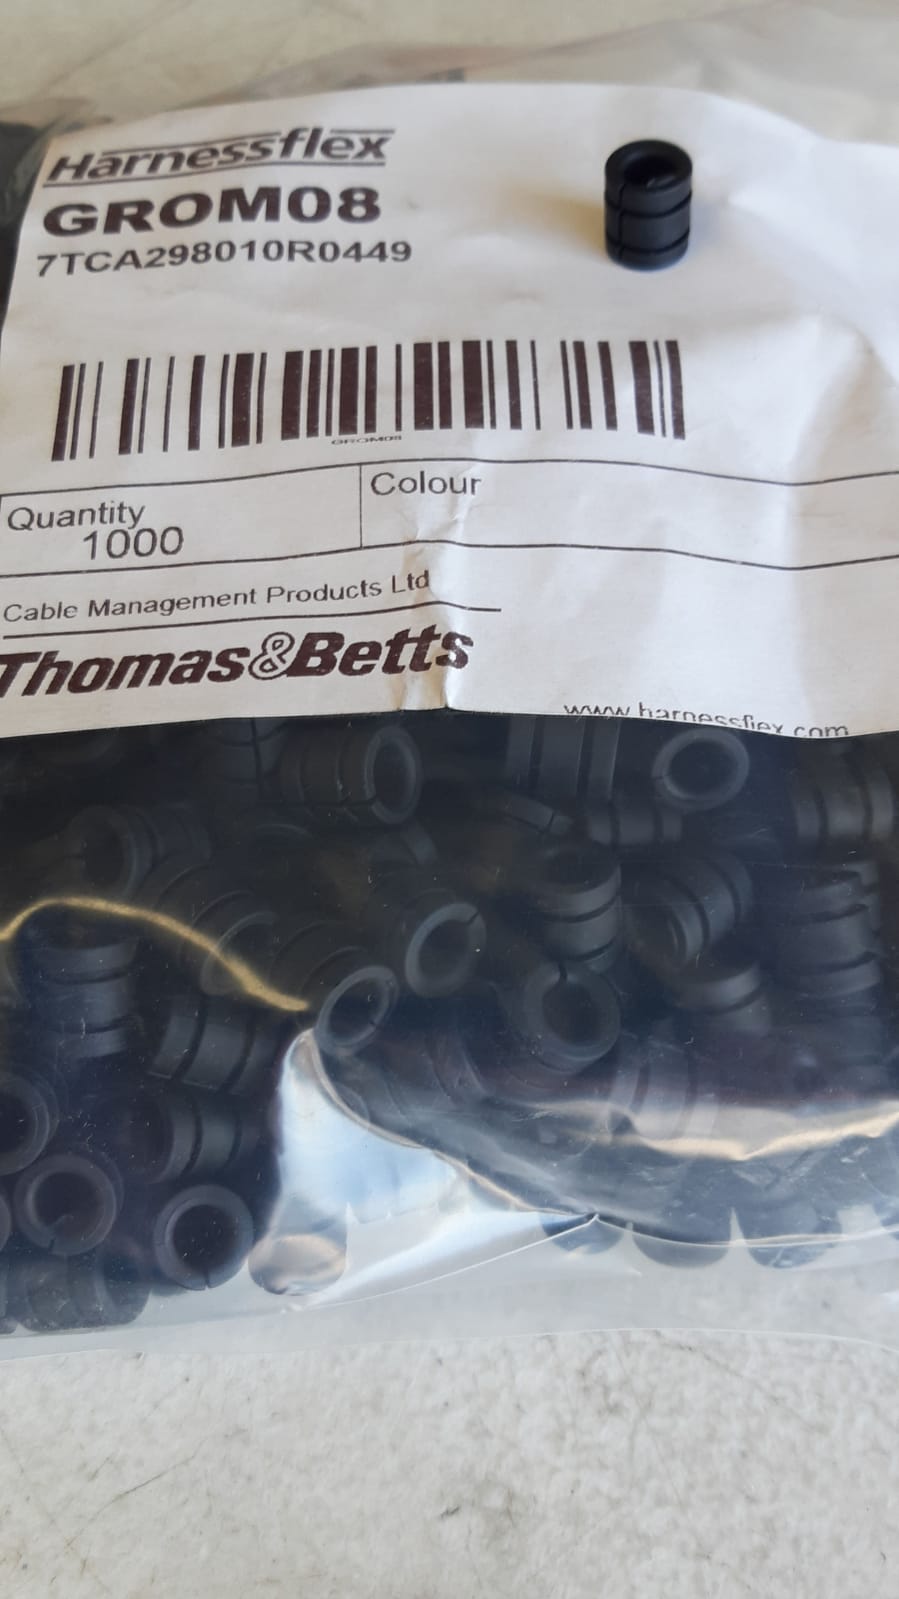 Harnessflex
GROM08
7TCA298010R0449
GROM08
Quantity
1000
Colour
Cable Management Products Ltd
Thomas&Betts
www.harnessflex.com